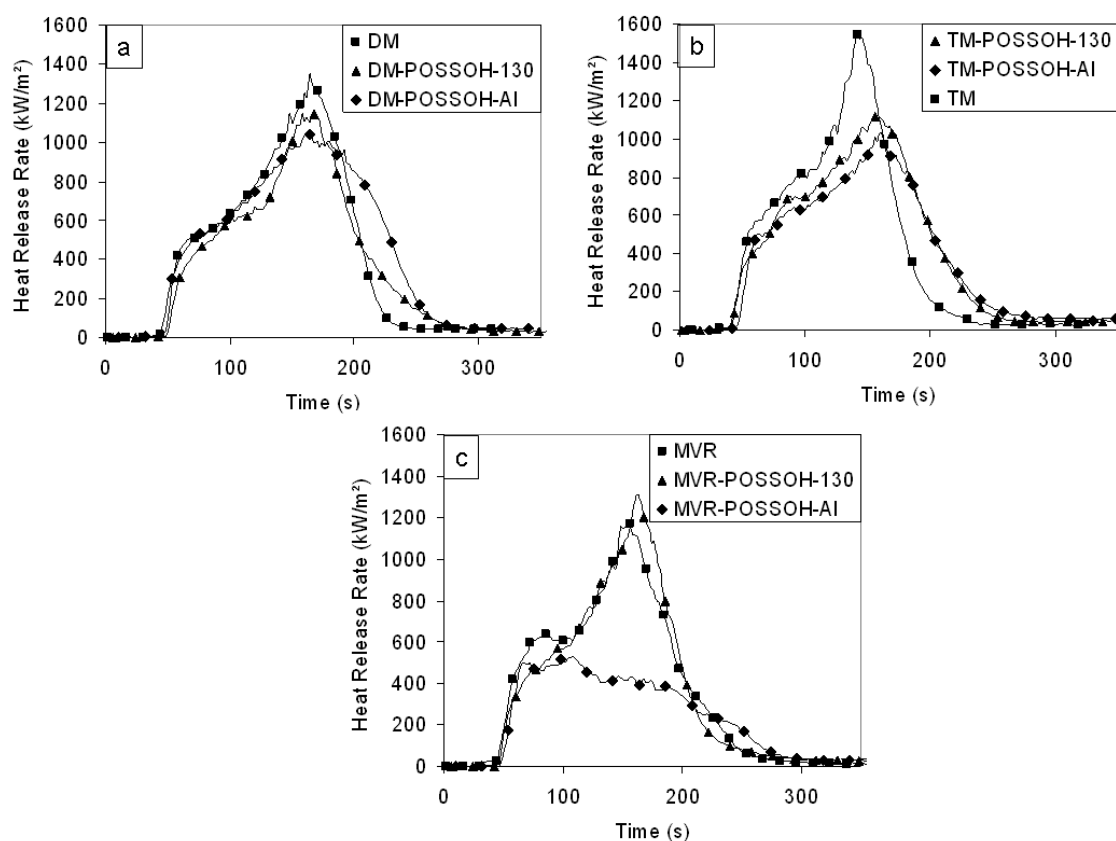 a
DM
DM-POSSOH-130
DM-POSSOH-Al
Heat Release Rate (kW/m²)
1600
1400
1200
1000
800
600
400
200
0
0 100 200 300
Time (s)
b
TM-POSSOH-130
TM-POSSOH-Al
TM
Heat Release Rate (kW/m²)
1600
1400
1200
1000
800
600
400
200
0
0 100 200 300
Time (s)
c
MVR
MVR-POSSOH-130
MVR-POSSOH-Al
Heat Release Rate (kW/m²)
1600
1400
1200
1000
800
600
400
200
0
0 100 200 300
Time (s)